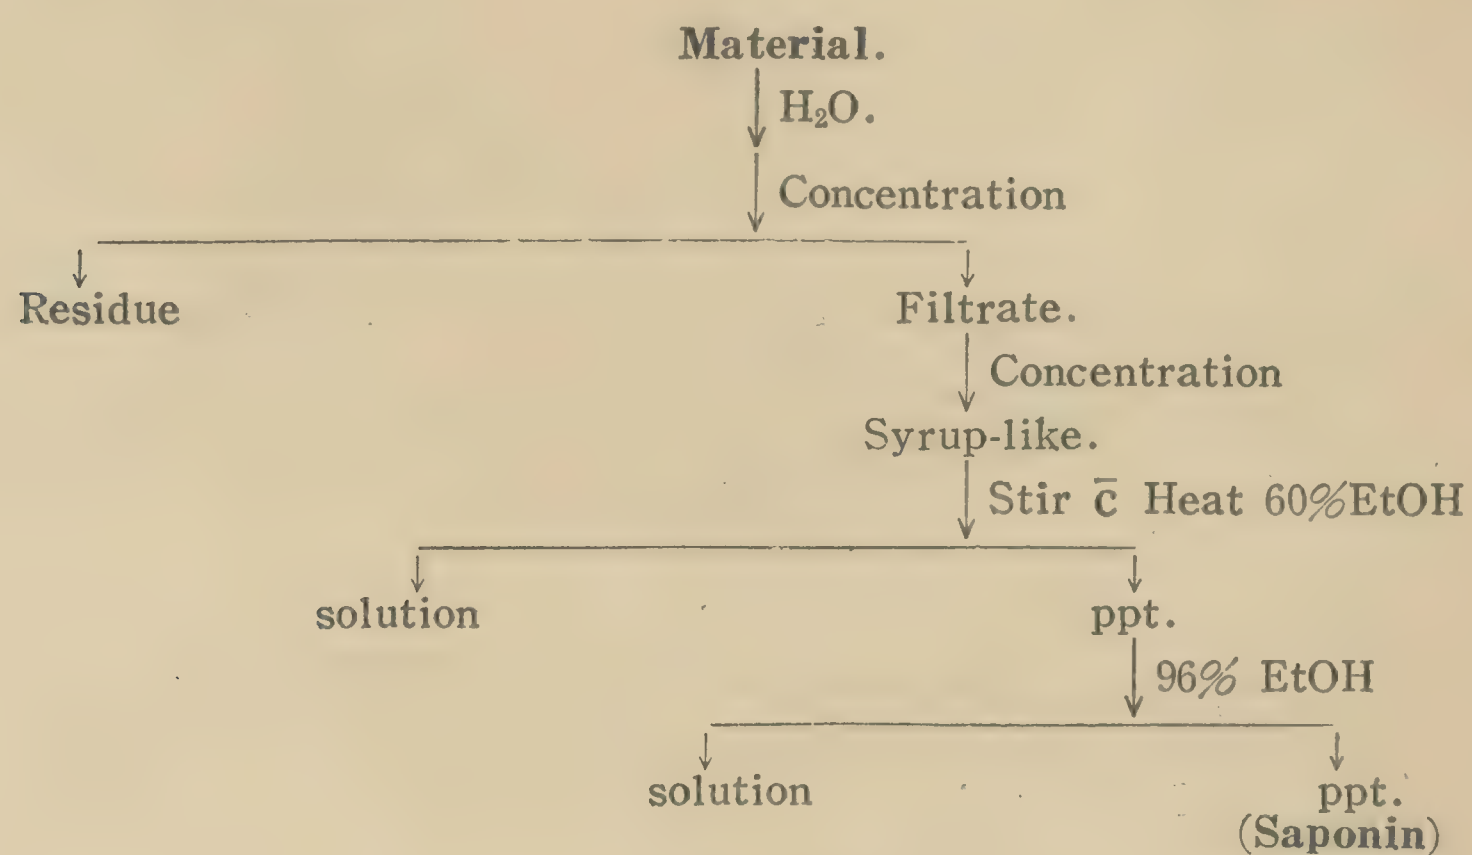 Material.
H₂O.
Concentration
Residue
Filtrate.
Concentration
Syrup-like.
Stir c̄ Heat 60%EtOH
solution
ppt.
96% EtOH
solution
ppt.
(Saponin)